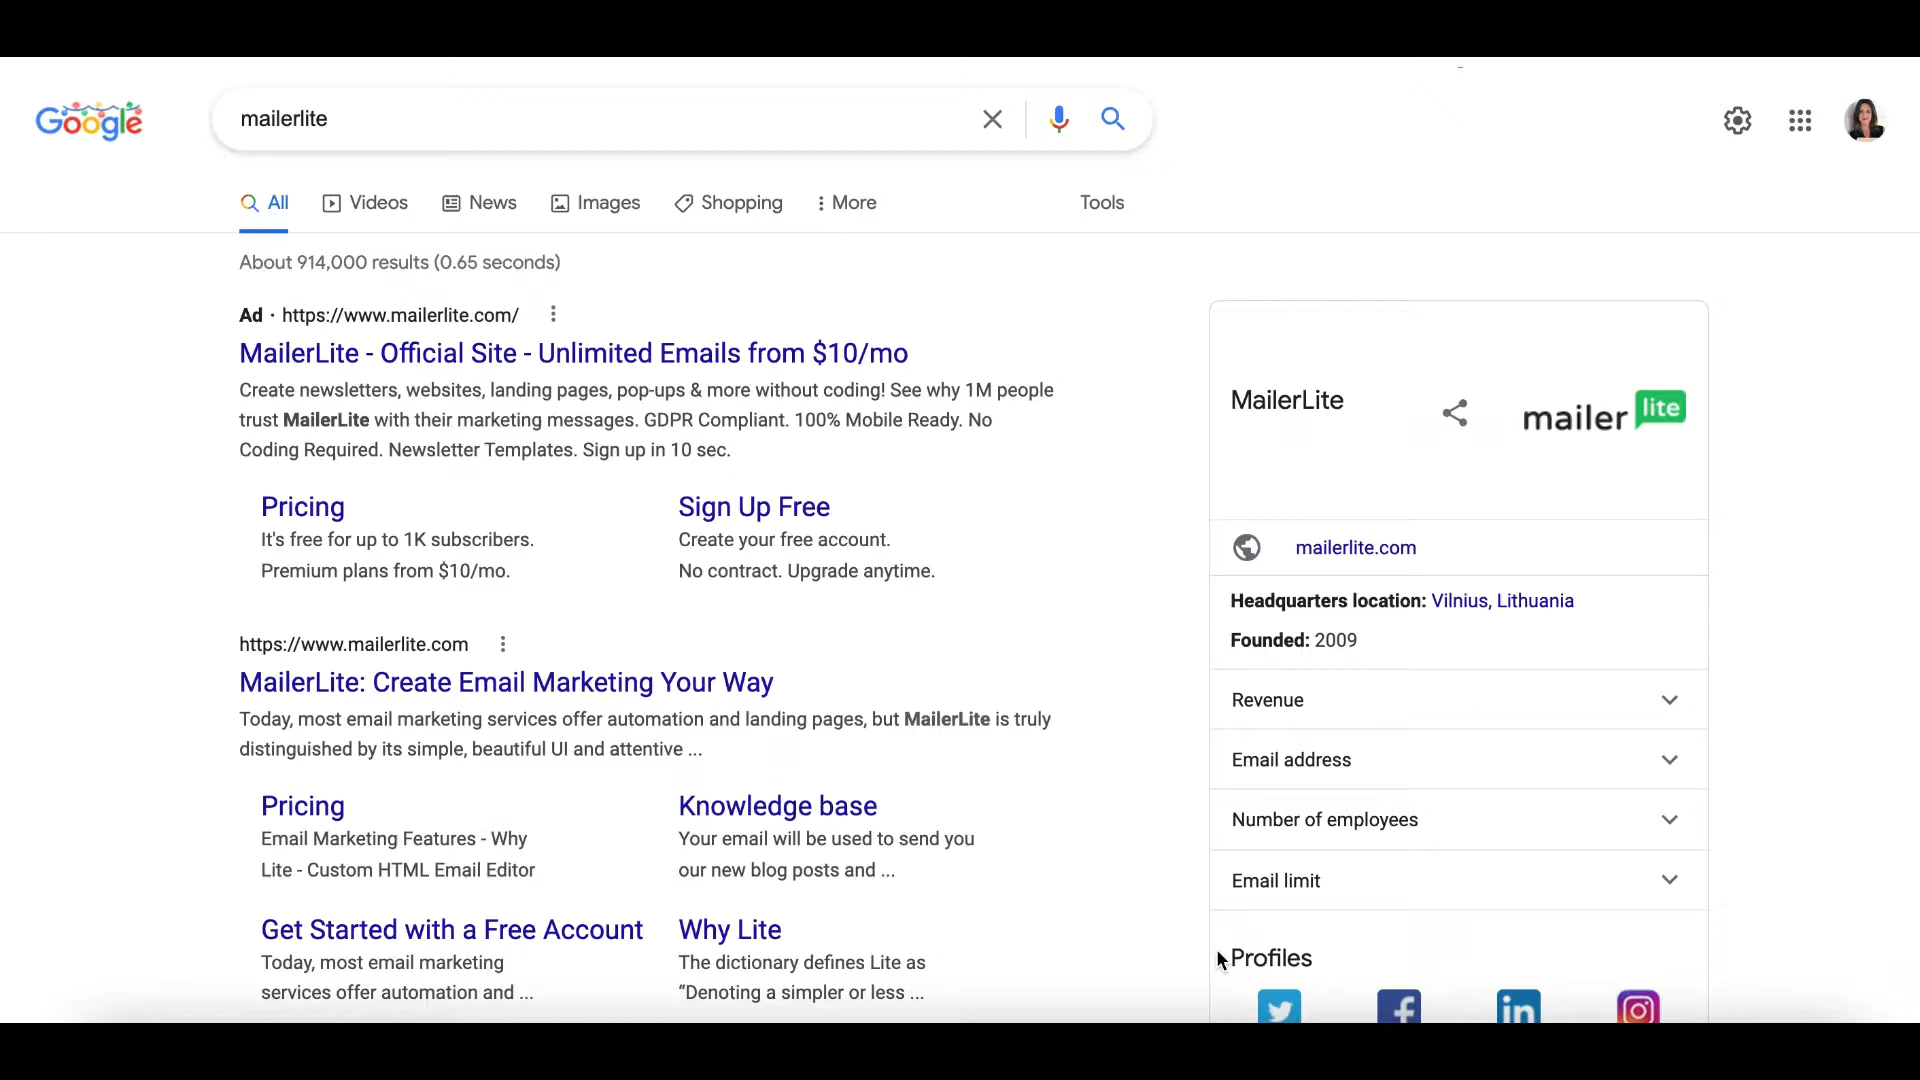 Google
mailerlite
All
Videos
News
Images
Shopping
More
Tools
About 914,000 results (0.65 seconds)
Ad · https://www.mailerlite.com/
MailerLite - Official Site - Unlimited Emails from $10/mo
Create newsletters, websites, landing pages, pop-ups & more without coding! See why 1M people
trust MailerLite with their marketing messages. GDPR Compliant. 100% Mobile Ready. No
Coding Required. Newsletter Templates. Sign up in 10 sec.
Pricing
It's free for up to 1K subscribers.
Premium plans from $10/mo.
Sign Up Free
Create your free account.
No contract. Upgrade anytime.
https://www.mailerlite.com
MailerLite: Create Email Marketing Your Way
Today, most email marketing services offer automation and landing pages, but MailerLite is truly
distinguished by its simple, beautiful UI and attentive ...
Pricing
Email Marketing Features - Why
Lite - Custom HTML Email Editor
Knowledge base
Your email will be used to send you
our new blog posts and ...
Get Started with a Free Account
Today, most email marketing
services offer automation and ...
Why Lite
The dictionary defines Lite as
“Denoting a simpler or less ...
MailerLite
mailer lite
mailerlite.com
Headquarters location: Vilnius, Lithuania
Founded: 2009
Revenue
Email address
Number of employees
Email limit
Profiles